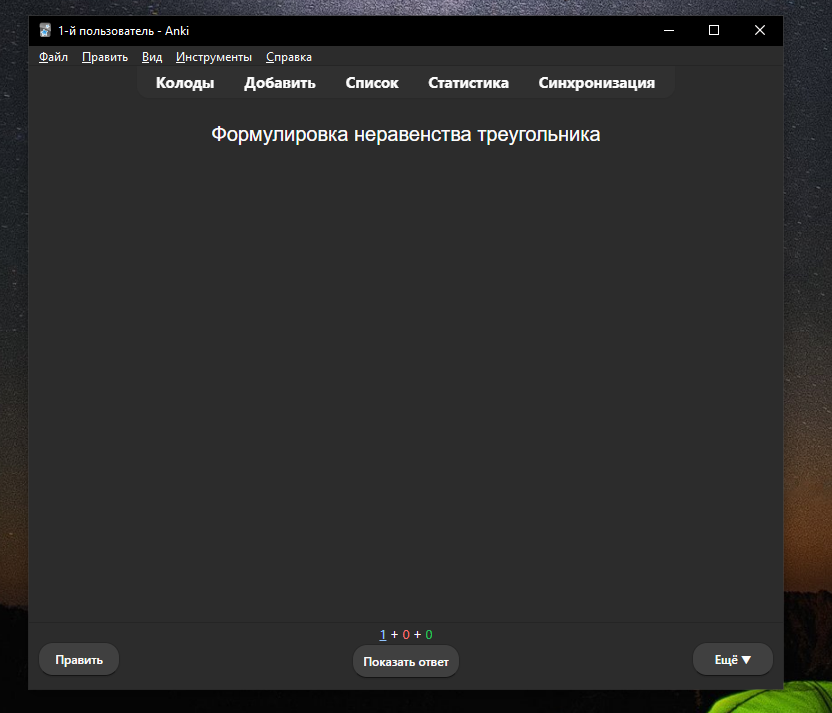 1-й пользователь - Anki
Файл Править Вид Инструменты Справка
Колоды Добавить Список Статистика Синхронизация
Формулировка неравенства треугольника
1 + 0 + 0
Править Показать ответ Ещё ▼